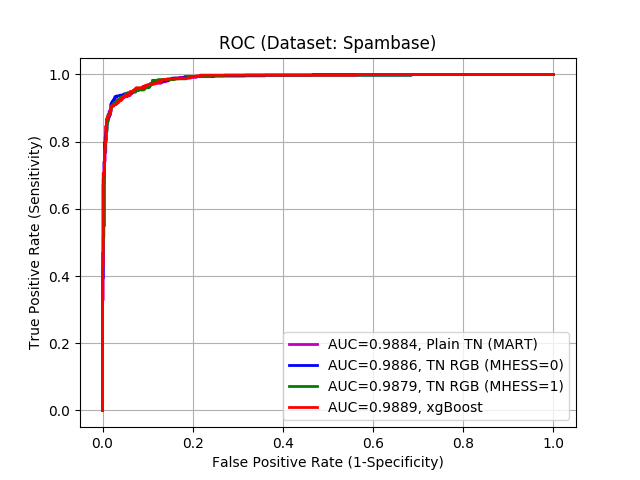 ROC (Dataset: Spambase)
True Positive Rate (Sensitivity)
1.0
0.8
0.6
0.4
0.2
0.0
AUC=0.9884, Plain TN (MART)
AUC=0.9886, TN RGB (MHESS=0)
AUC=0.9879, TN RGB (MHESS=1)
AUC=0.9889, xgBoost
0.0 0.2 0.4 0.6 0.8 1.0
False Positive Rate (1-Specificity)